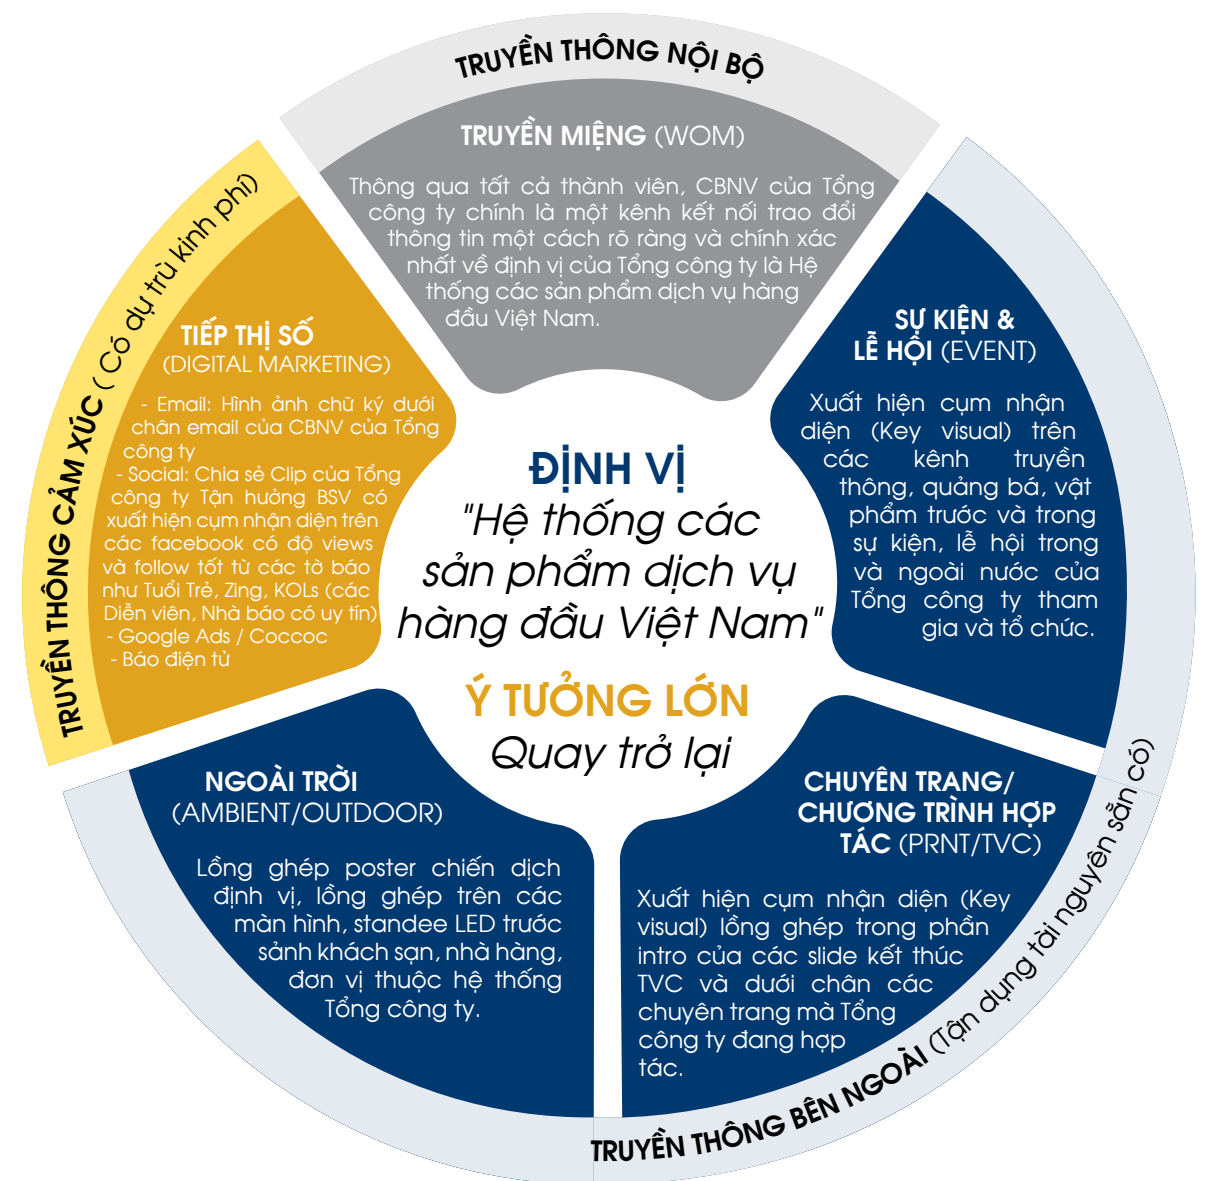 TRUYỀN THÔNG NỘI BỘ
TRUYỀN MIỆNG (WOM)
Thông qua tất cả thành viên, CBNV của Tổng
công ty chính là một kênh kết nối trao đổi
thông tin một cách rõ ràng và chính xác
nhất về định vị của Tổng công ty là Hệ
thống các sản phẩm dịch vụ hàng
đầu Việt Nam.
SỰ KIỆN &
LỄ HỘI (EVENT)
Xuất hiện cụm nhận
diện (Key visual) trên
các kênh truyền
thông, quảng bá, vật
phẩm trước và trong
sự kiện, lễ hội trong
và ngoài nước của
Tổng công ty tham
gia và tổ chức.
TRUYỀN THÔNG CẢM XÚC ( Có dự trù kinh phí)
TIẾP THỊ SỐ
(DIGITAL MARKETING)
- Email: Hình ảnh chữ ký dưới
chân email của CBNV của Tổng
công ty
- Social: Chia sẻ Clip của Tổng
công ty Tận hưởng BSV có
xuất hiện cụm nhận diện trên
các facebook có độ views
và follow tốt từ các tờ báo
như Tuổi Trẻ, Zing, KOLs (các
Diễn viên, Nhà báo có uy tín)
- Google Ads / Coccoc
- Báo điện tử
ĐỊNH VỊ
"Hệ thống các
sản phẩm dịch vụ
hàng đầu Việt Nam"
Ý TƯỞNG LỚN
Quay trở lại
NGOÀI TRỜI
(AMBIENT/OUTDOOR)
Lồng ghép poster chiến dịch
định vị, lồng ghép trên các
màn hình, standee LED trước
sảnh khách sạn, nhà hàng,
đơn vị thuộc hệ thống
Tổng công ty.
CHUYÊN TRANG/
CHƯƠNG TRÌNH HỢP
TÁC (PRNT/TVC)
Xuất hiện cụm nhận diện (Key
visual) lồng ghép trong phần
intro của các slide kết thúc
TVC và dưới chân các
chuyên trang mà Tổng
công ty đang hợp
tác.
TRUYỀN THÔNG BÊN NGOÀI (Tận dụng tài nguyên sẵn có)